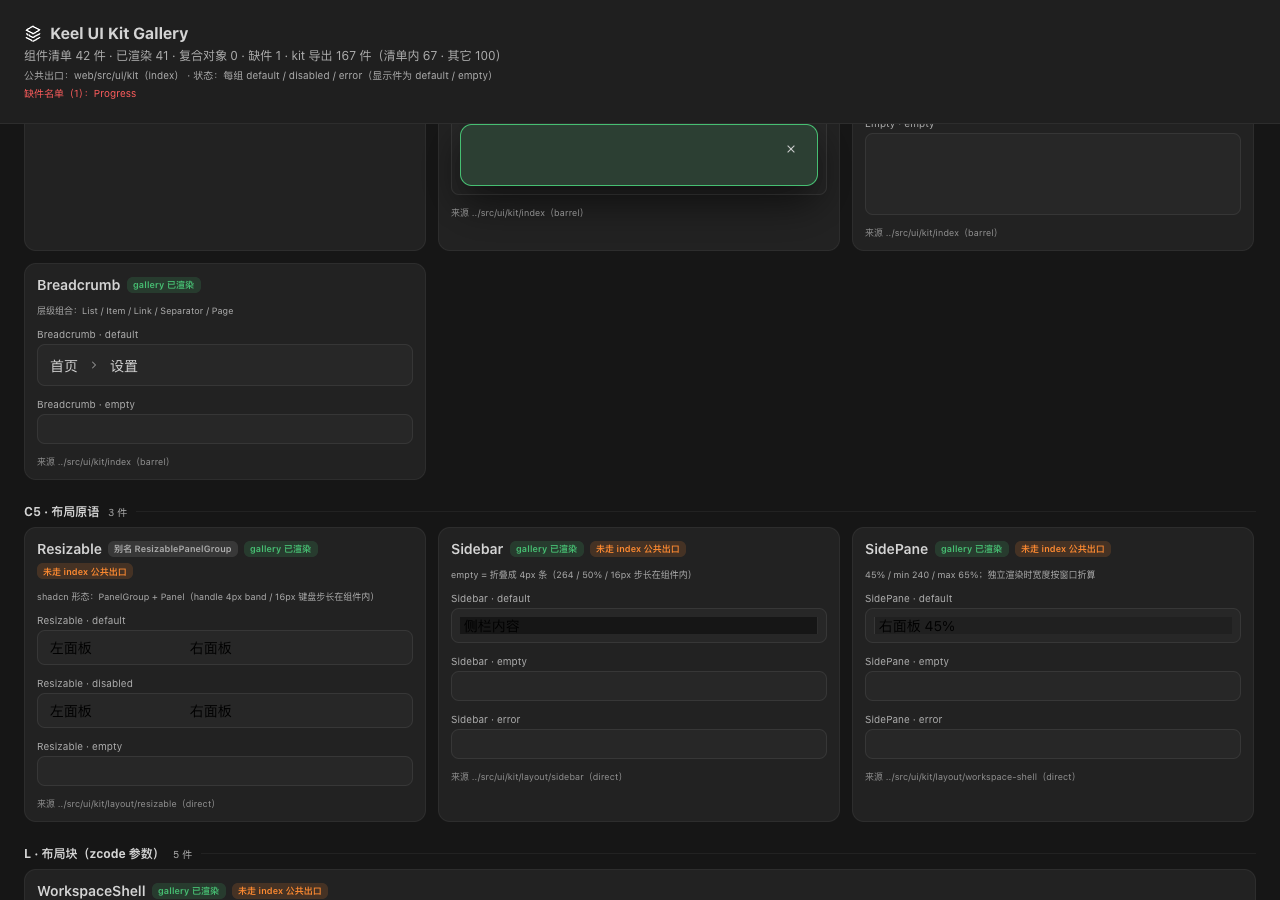 Keel UI Kit Gallery
组件清单 42 件 · 已渲染 41 · 复合对象 0 · 缺件 1 · kit 导出 167 件（清单内 67 · 其它 100）
公共出口：web/src/ui/kit（index） · 状态：每组 default / disabled / error（显示件为 default / empty）
缺件名单（1）：Progress
Empty · empty
来源 ../src/ui/kit/index（barrel）
来源 ../src/ui/kit/index（barrel）
Breadcrumb gallery 已渲染
层级组合：List / Item / Link / Separator / Page
Breadcrumb · default
首页 › 设置
Breadcrumb · empty
来源 ../src/ui/kit/index（barrel）
C5 · 布局原语 3 件
Resizable 别名 ResizablePanelGroup gallery 已渲染
未走 index 公共出口
shadcn 形态：PanelGroup + Panel（handle 4px band / 16px 键盘步长在组件内）
Resizable · default
左面板 右面板
Resizable · disabled
左面板 右面板
Resizable · empty
来源 ../src/ui/kit/layout/resizable（direct）
Sidebar gallery 已渲染 未走 index 公共出口
empty = 折叠成 4px 条（264 / 50% / 16px 步长在组件内）
Sidebar · default
侧栏内容
Sidebar · empty
Sidebar · error
来源 ../src/ui/kit/layout/sidebar（direct）
SidePane gallery 已渲染 未走 index 公共出口
45% / min 240 / max 65%：独立渲染时宽度按窗口折算
SidePane · default
右面板 45%
SidePane · empty
SidePane · error
来源 ../src/ui/kit/layout/workspace-shell（direct）
L · 布局块（zcode 参数） 5 件
WorkspaceShell gallery 已渲染 未走 index 公共出口